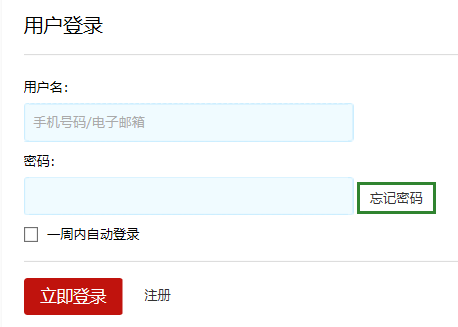 用户登录
用户名:
手机号码/电子邮箱
密码:
忘记密码
一周内自动登录
立即登录 注册